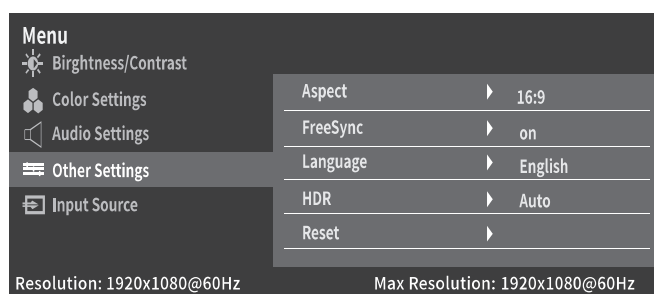 Menu
Birghtness/Contrast
Color Settings
Audio Settings
Other Settings
Input Source
Aspect 16:9
FreeSync on
Language English
HDR Auto
Reset
Resolution: 1920x1080@60Hz Max Resolution: 1920x1080@60Hz